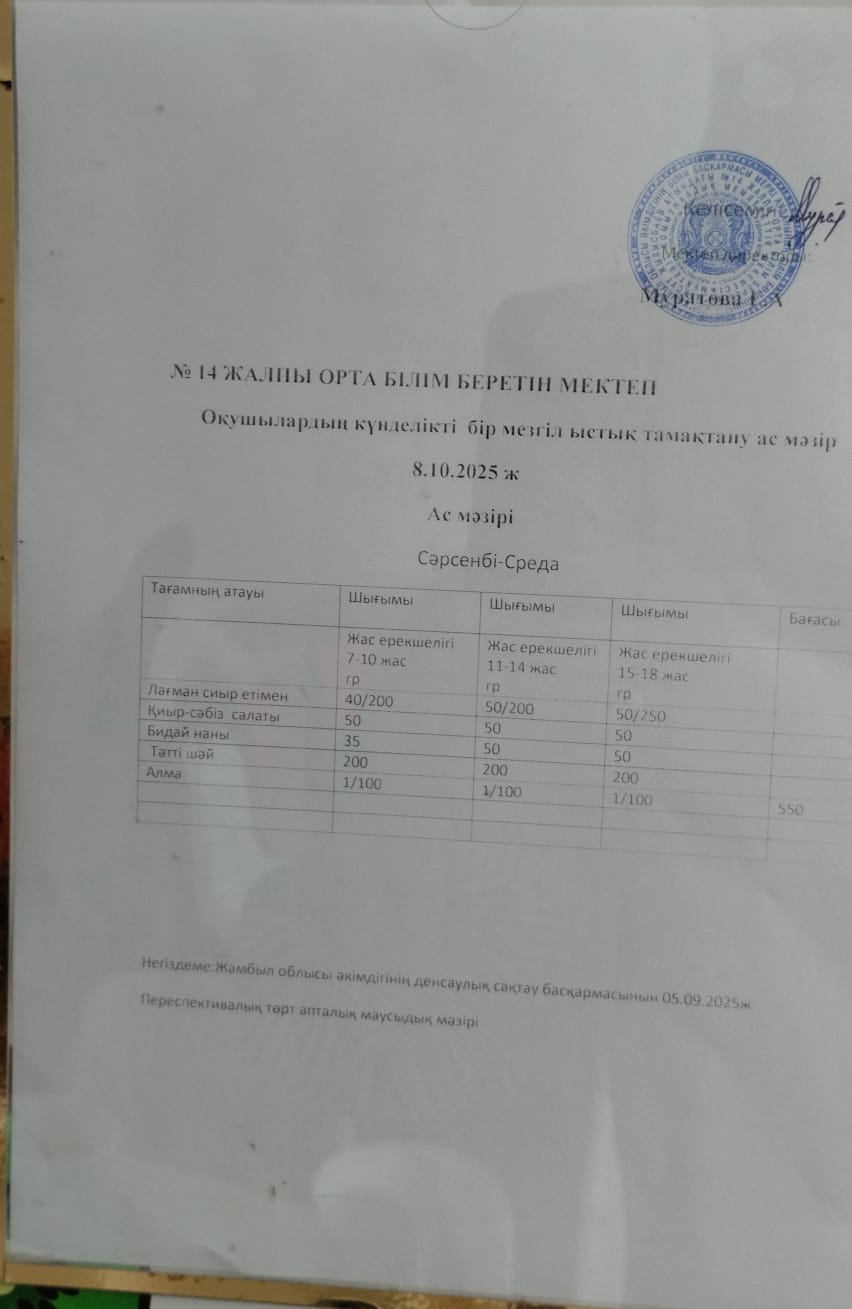 Келісемін
Мектеп директоры:
Муратова Г
№ 14 ЖАЛПЫ ОРТА БІЛІМ БЕРЕТІН МЕКТЕП
Оқушылардың күнделікті бір мезгіл ыстық тамақтану ас мәзір
8.10.2025 ж
Ас мәзірі
Сәрсенбі-Среда
Тағамның атауы Шығымы Шығымы Шығымы Бағасы
Жас ерекшелігі 7-10 жас гр Жас ерекшелігі 11-14 жас гр Жас ерекшелігі 15-18 жас гр
Лағман сиыр етімен 40/200 50/200 50/250
Қиыр-сәбіз салаты 50 50 50
Бидай наны 35 50 50
Тәтті шәй 200 200 200
Алма 1/100 1/100 1/100 550
Негіздеме:Жамбыл облысы әкімдігінің денсаулық сақтау басқармасынын 05.09.2025ж
Переспективалық төрт апталық маусыдық мәзірі